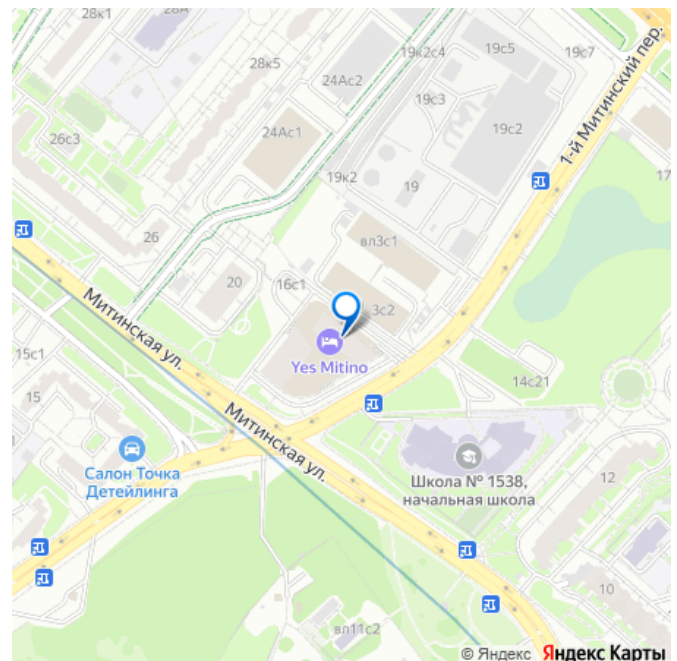 28к1
28А
28к5
24Ас2
19к2с4
19с5
19с7
19с3
19с2
1-й Митинский пер.
26с3
24Ас1
19к2
19
17
26
вл3с1
20
16с1
3с2
Митинская ул.
Yes Mitino
15с1
15
14с21
Митинская ул.
Салон Точка
Детейлинга
Школа № 1538,
начальная школа
12
10
вл11с2
© Яндекс Яндекс Карты